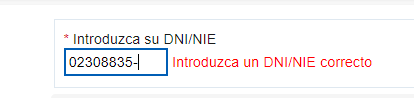 * Introduzca su DNI/NIE
02308835- Introduzca un DNI/NIE correcto